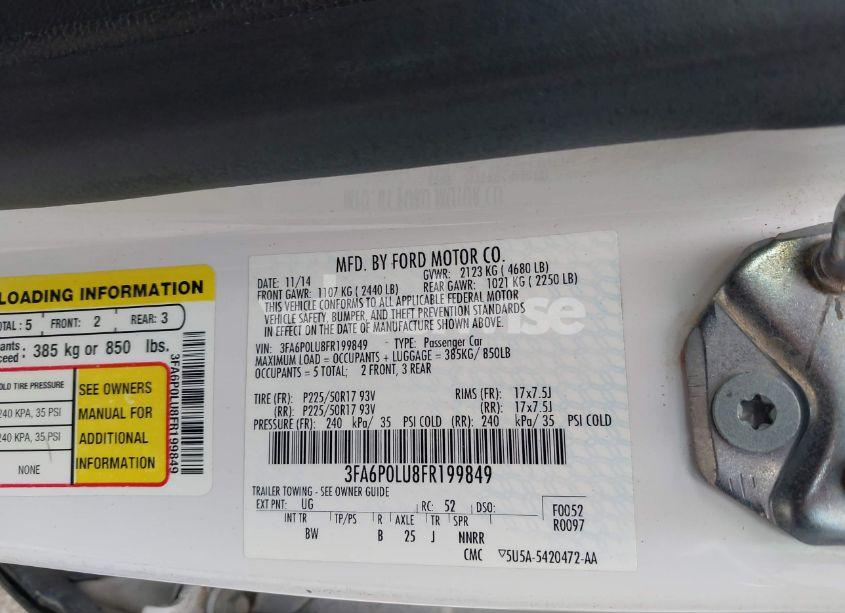 MFD. BY FORD MOTOR CO.
DATE: 11/14 GVWR: 2123 KG ( 4680 LB)
FRONT GAWR: 1107 KG ( 2440 LB) REAR GAWR: 1021 KG ( 2250 LB)
THIS VEHICLE CONFORMS TO ALL APPLICABLE FEDERAL MOTOR
VEHICLE SAFETY, BUMPER, AND THEFT PREVENTION STANDARDS
IN EFFECT ON THE DATE OF MANUFACTURE SHOWN ABOVE.
VIN: 3FA6P0LU8FR199849 TYPE: Passenger Car
MAXIMUM LOAD = OCCUPANTS + LUGGAGE = 385KG/ 850LB
OCCUPANTS = 5 TOTAL; 2 FRONT, 3 REAR
TIRE (FR): P225/50R17 93V RIMS (FR): 17x7.5J
(RR): P225/50R17 93V (RR): 17x7.5J
PRESSURE (FR): 240 kPa/ 35 PSI COLD (RR): 240 kPa/ 35 PSI COLD
3FA6P0LU8FR199849
TRAILER TOWING - SEE OWNER GUIDE
EXT PNT: UG RC: 52 DSO:
F0052
R0097
INT TR TP/PS R AXLE TR SPR
BW B 25 J NNRR
CMC ▽5U5A-5420472-AA
LOADING INFORMATION
TOTAL : 5 FRONT: 2 REAR: 3
385 kg or 850 lbs.
TIRE PRESSURE
240 KPA, 35 PSI
240 KPA, 35 PSI
NONE
SEE OWNERS
MANUAL FOR
ADDITIONAL
INFORMATION
3FA6P0LU8FR199849